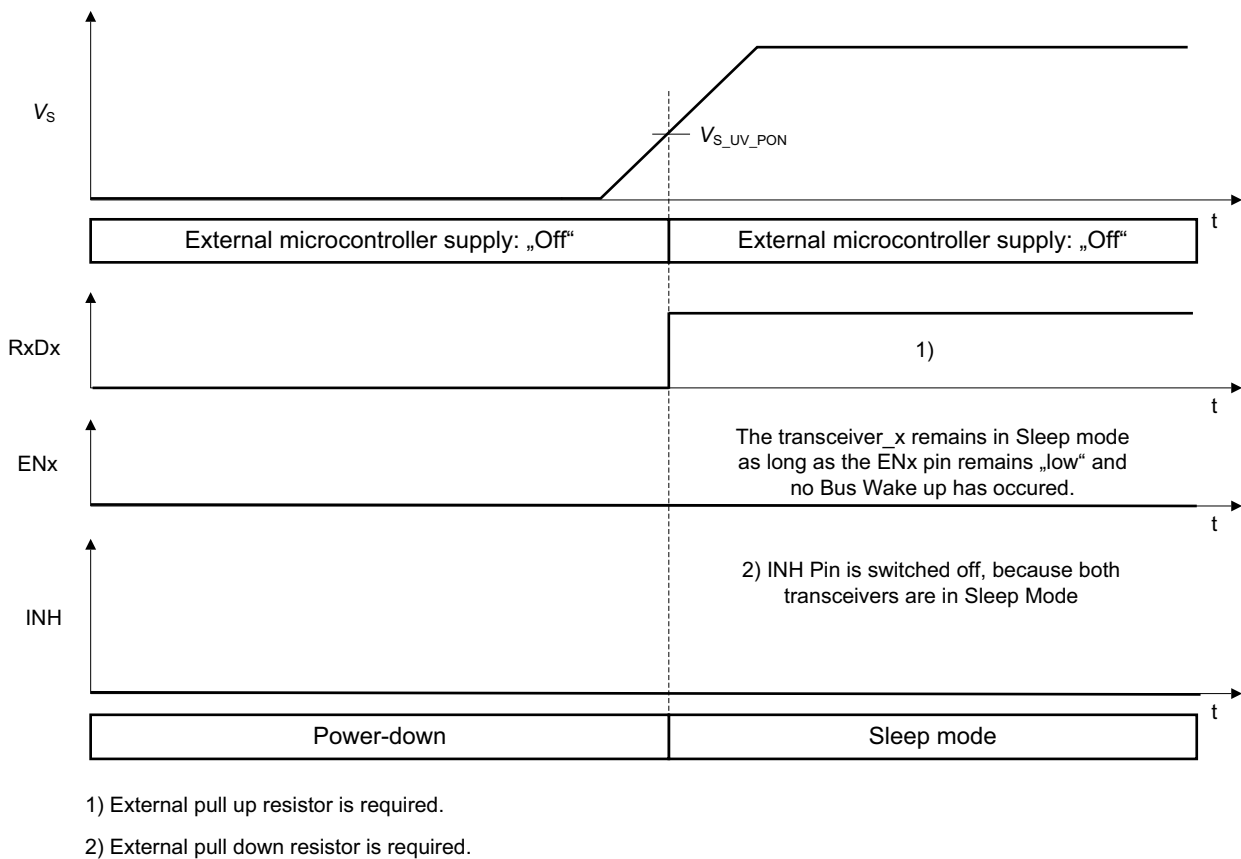 V_S
V_S_UV_PON
t
External microcontroller supply: „Off“
External microcontroller supply: „Off“
RxDx
1)
t
ENx
The transceiver_x remains in Sleep mode
as long as the ENx pin remains „low“ and
no Bus Wake up has occured.
t
INH
2) INH Pin is switched off, because both
transceivers are in Sleep Mode
t
Power-down
Sleep mode
1) External pull up resistor is required.
2) External pull down resistor is required.